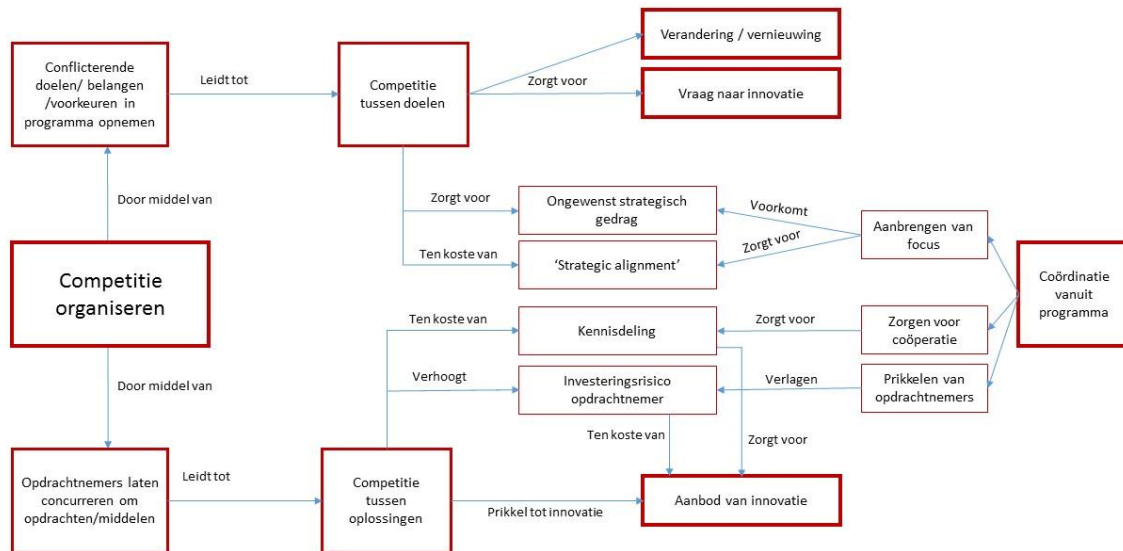 Conflicterende
doelen/ belangen
/voorkeuren in
programma opnemen
Leidt tot
Competitie
tussen doelen
Zorgt voor
Verandering / vernieuwing
Vraag naar innovatie
Door middel van
Zorgt voor
Ongewenst strategisch
gedrag
Voorkomt
Aanbrengen van
focus
Ten koste van
‘Strategic alignment’
Zorgt voor
Competitie
organiseren
Coördinatie
vanuit
programma
Ten koste van
Kennisdeling
Zorgt voor
Zorgen voor
coöperatie
Door middel van
Verhoogt
Investeringsrisico
opdrachtnemer
Verlagen
Prikkelen van
opdrachtnemers
Ten koste van
Zorgt voor
Opdrachtnemers laten
concurreren om
opdrachten/middelen
Leidt tot
Competitie
tussen
oplossingen
Prikkel tot innovatie
Aanbod van innovatie